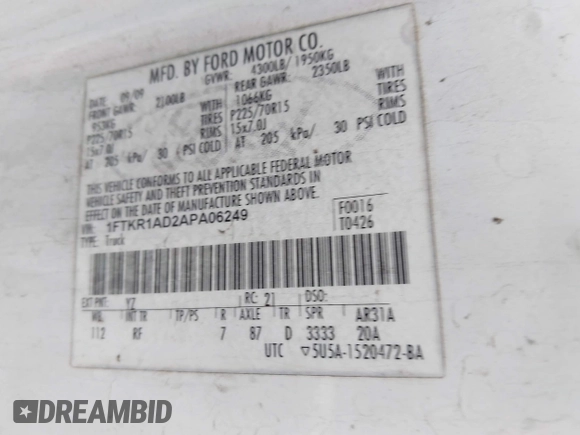 MFD. BY FORD MOTOR CO.
DATE: 09/09 GVWR: 4300LB/ 1950KG
FRONT GAWR: 2100LB REAR GAWR: 2350LB
953KG WITH 1066KG WITH
P225/70R15 TIRES P225/70R15 TIRES
15x7.0J RIMS 15x7.0J RIMS
AT 205 kPa/ 30 PSI COLD AT 205 kPa/ 30 PSI COLD
THIS VEHICLE CONFORMS TO ALL APPLICABLE FEDERAL MOTOR
VEHICLE SAFETY AND THEFT PREVENTION STANDARDS IN
EFFECT ON THE DATE OF MANUFACTURE SHOWN ABOVE.
VIN: 1FTKR1AD2APA06249 F0016
TYPE: Truck T0426
EXT PNT: YZ RC: 21 DSO:
WB INT TR TP/PS R AXLE TR SPR AR31A
112 RF 7 87 D 3333 20A
UTC ▽5U5A-1520472-BA
DREAMBID